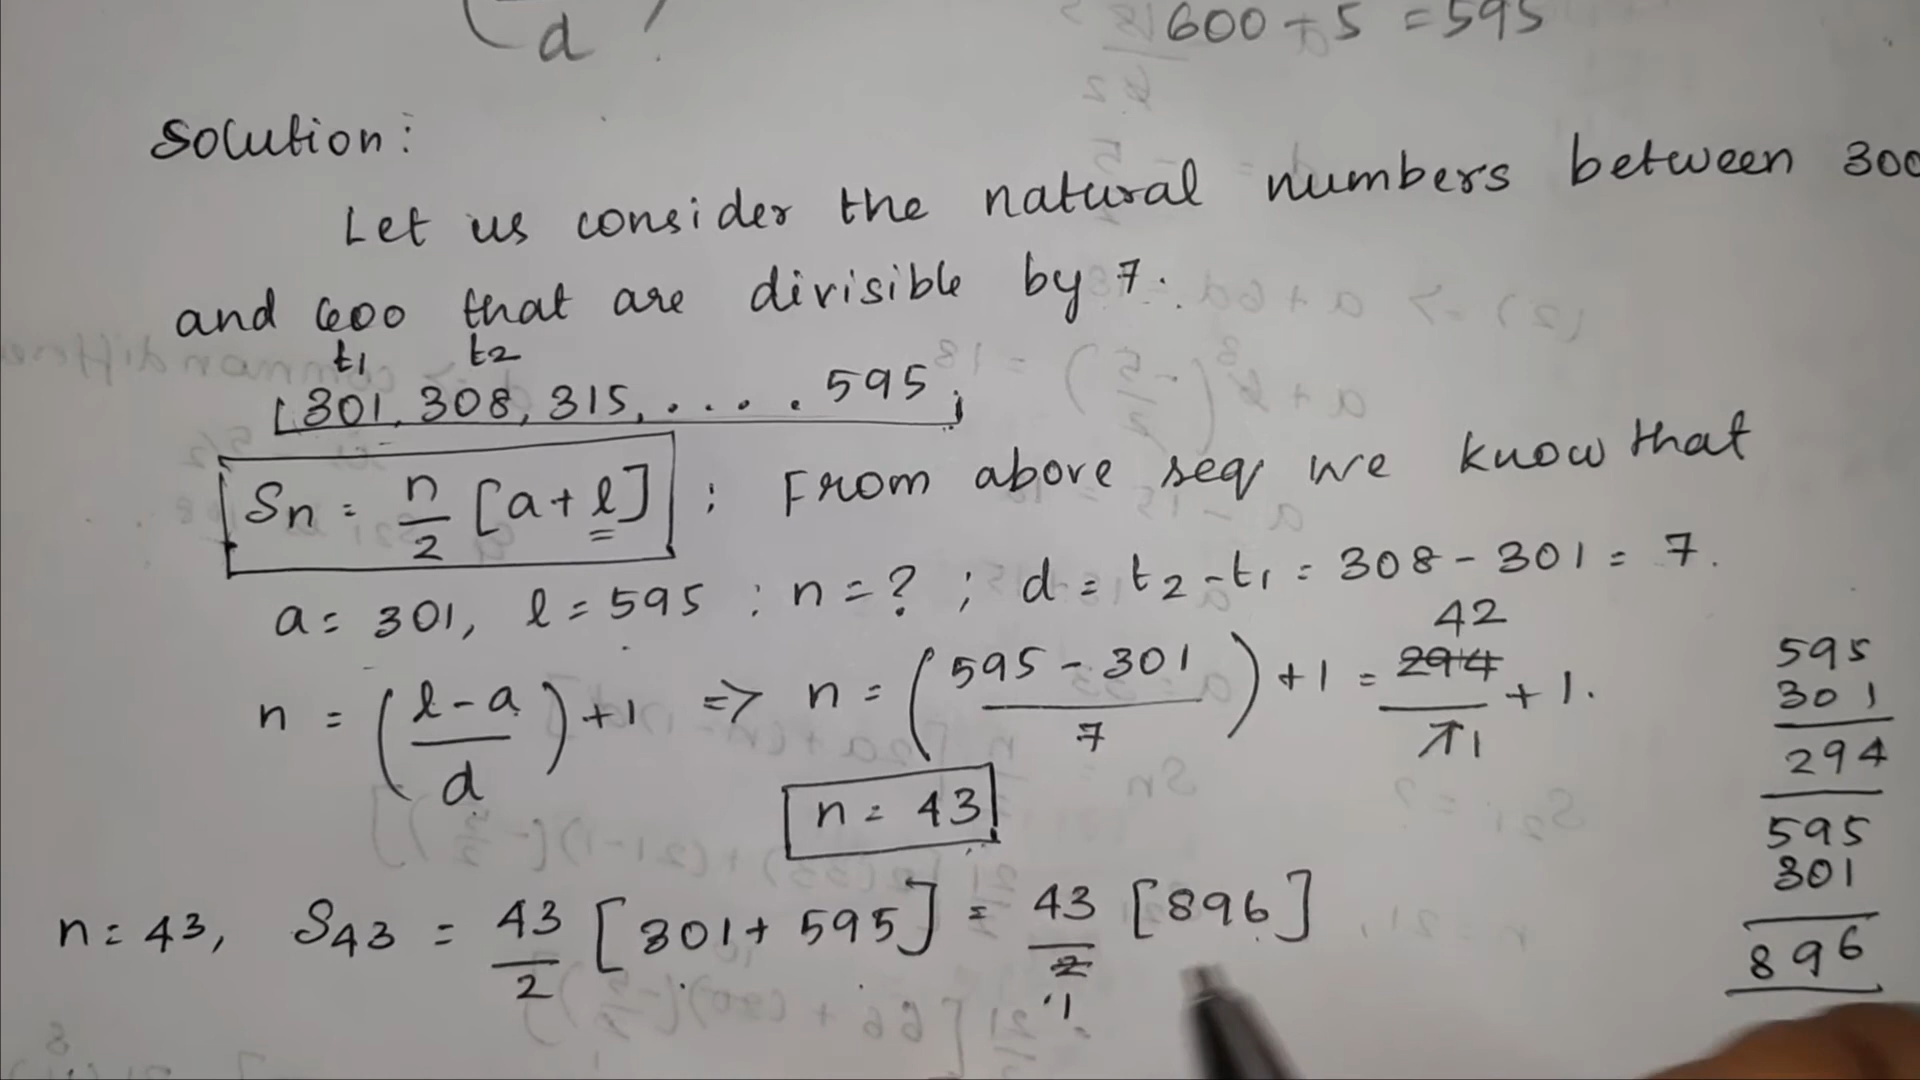 d
600 - 5 = 595
Solution:
Let us consider the natural numbers between 300
and 600 that are divisible by 7.
t1 t2
301, 308, 315, . . . . 595;
Sn = n/2 [a + l] ; From above seq we know that
a = 301, l = 595 ; n = ? ; d = t2 - t1 = 308 - 301 = 7.
n = ((l - a)/d) + 1 => n = ((595 - 301)/7) + 1 = 294/7 + 1.
42
1
n = 43
n = 43, S43 = 43/2 [301 + 595] = 43/2 [896]
1
595
301
294
595
301
896